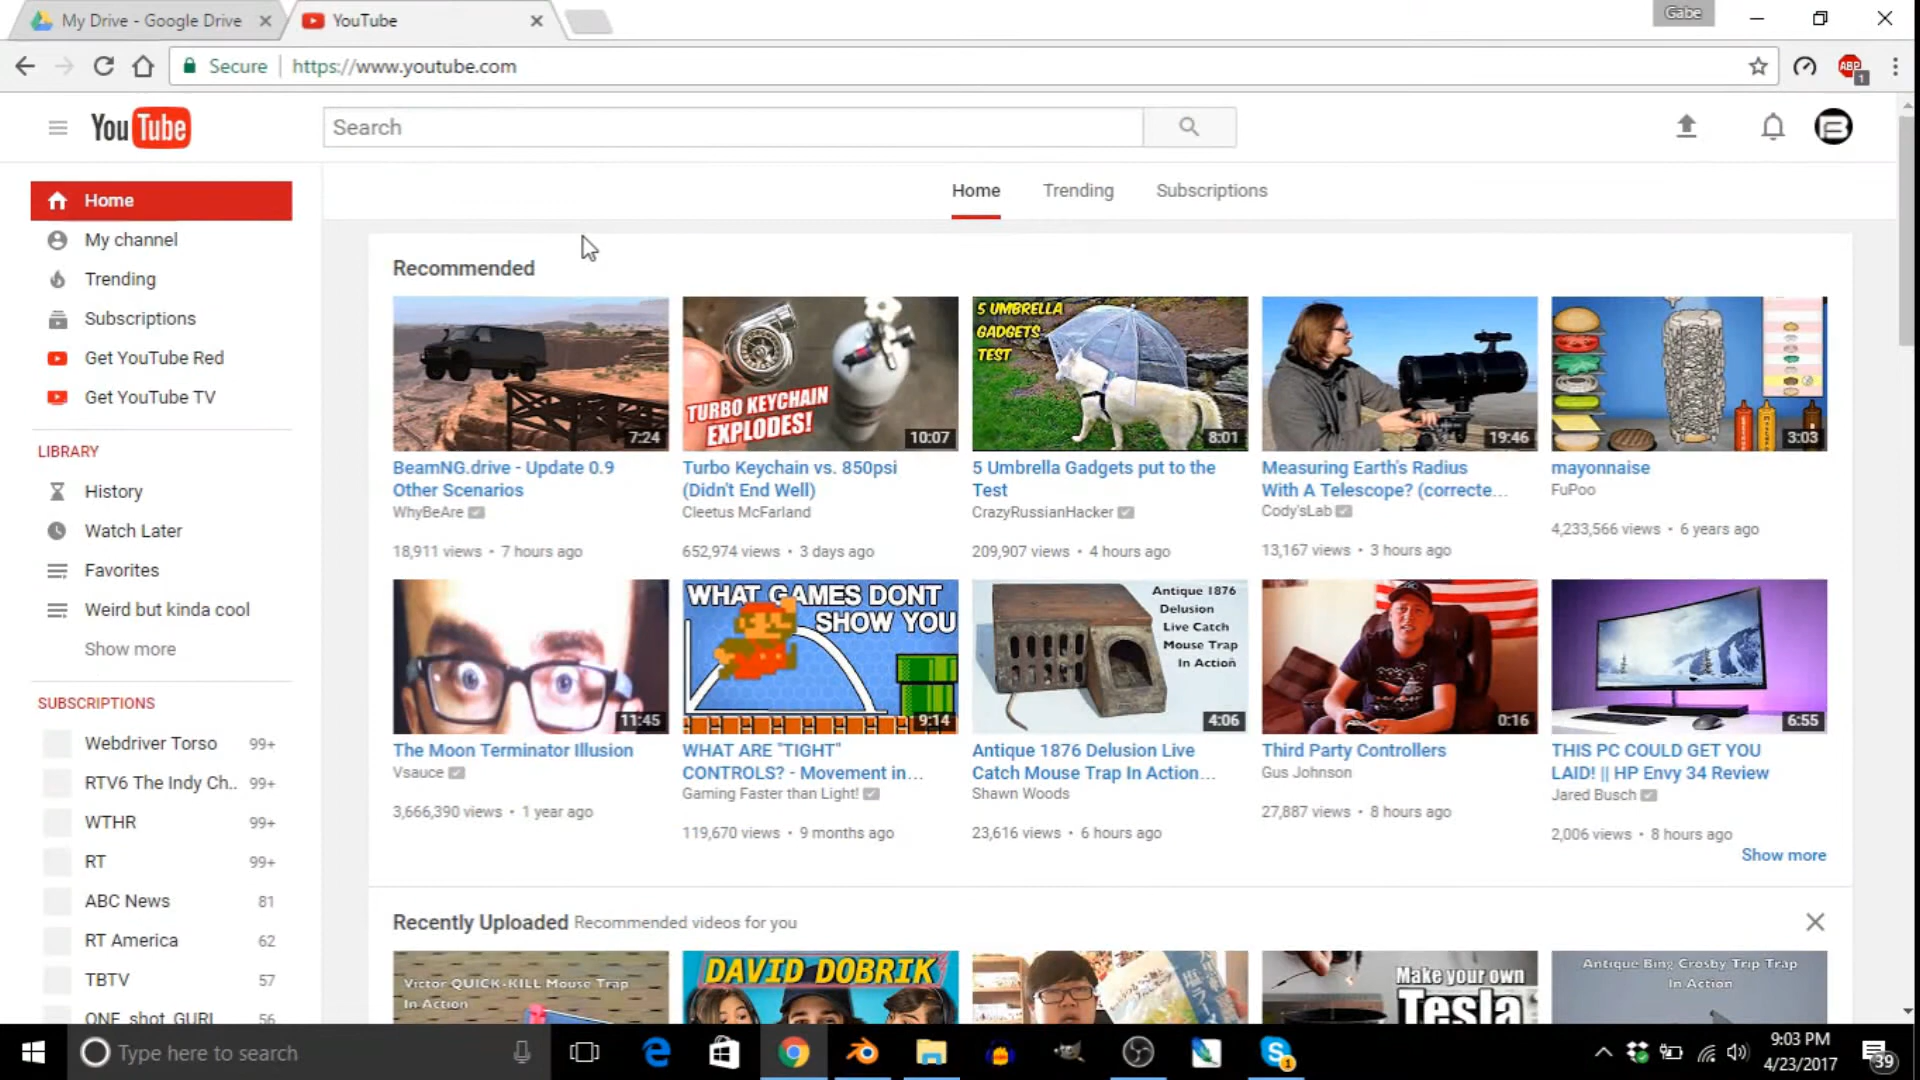 My Drive - Google Drive
YouTube
Gabe
Secure
https://www.youtube.com
ABP
1
YouTube
Search
Home
Trending
Subscriptions
Home
My channel
Trending
Subscriptions
Get YouTube Red
Get YouTube TV
LIBRARY
History
Watch Later
Favorites
Weird but kinda cool
Show more
SUBSCRIPTIONS
Webdriver Torso 99+
RTV6 The Indy Ch.. 99+
WTHR 99+
RT 99+
ABC News 81
RT America 62
TBTV 57
ONE shot GURL 56
Recommended
7:24
BeamNG.drive - Update 0.9
Other Scenarios
WhyBeAre
18,911 views • 7 hours ago
TURBO KEYCHAIN
EXPLODES!
10:07
Turbo Keychain vs. 850psi
(Didn't End Well)
Cleetus McFarland
652,974 views • 3 days ago
5 UMBRELLA
GADGETS
TEST
8:01
5 Umbrella Gadgets put to the
Test
CrazyRussianHacker
209,907 views • 4 hours ago
19:46
Measuring Earth's Radius
With A Telescope? (correcte...
Cody'sLab
13,167 views • 3 hours ago
3:03
mayonnaise
FuPoo
4,233,566 views • 6 years ago
11:45
The Moon Terminator Illusion
Vsauce
3,666,390 views • 1 year ago
WHAT GAMES DONT
SHOW YOU
9:14
WHAT ARE "TIGHT"
CONTROLS? - Movement in...
Gaming Faster than Light!
119,670 views • 9 months ago
Antique 1876
Delusion
Live Catch
Mouse Trap
In Action
4:06
Antique 1876 Delusion Live
Catch Mouse Trap In Action...
Shawn Woods
23,616 views • 6 hours ago
0:16
Third Party Controllers
Gus Johnson
27,887 views • 8 hours ago
6:55
THIS PC COULD GET YOU
LAID! || HP Envy 34 Review
Jared Busch
2,006 views • 8 hours ago
Show more
Recently Uploaded Recommended videos for you
Victor QUICK-KILL Mouse Trap
In Action
DAVID DOBRIK
Make your own
Tesla
Antique Bing Crosby Trip Trap
In Action
Type here to search
1
9:03 PM
4/23/2017
39